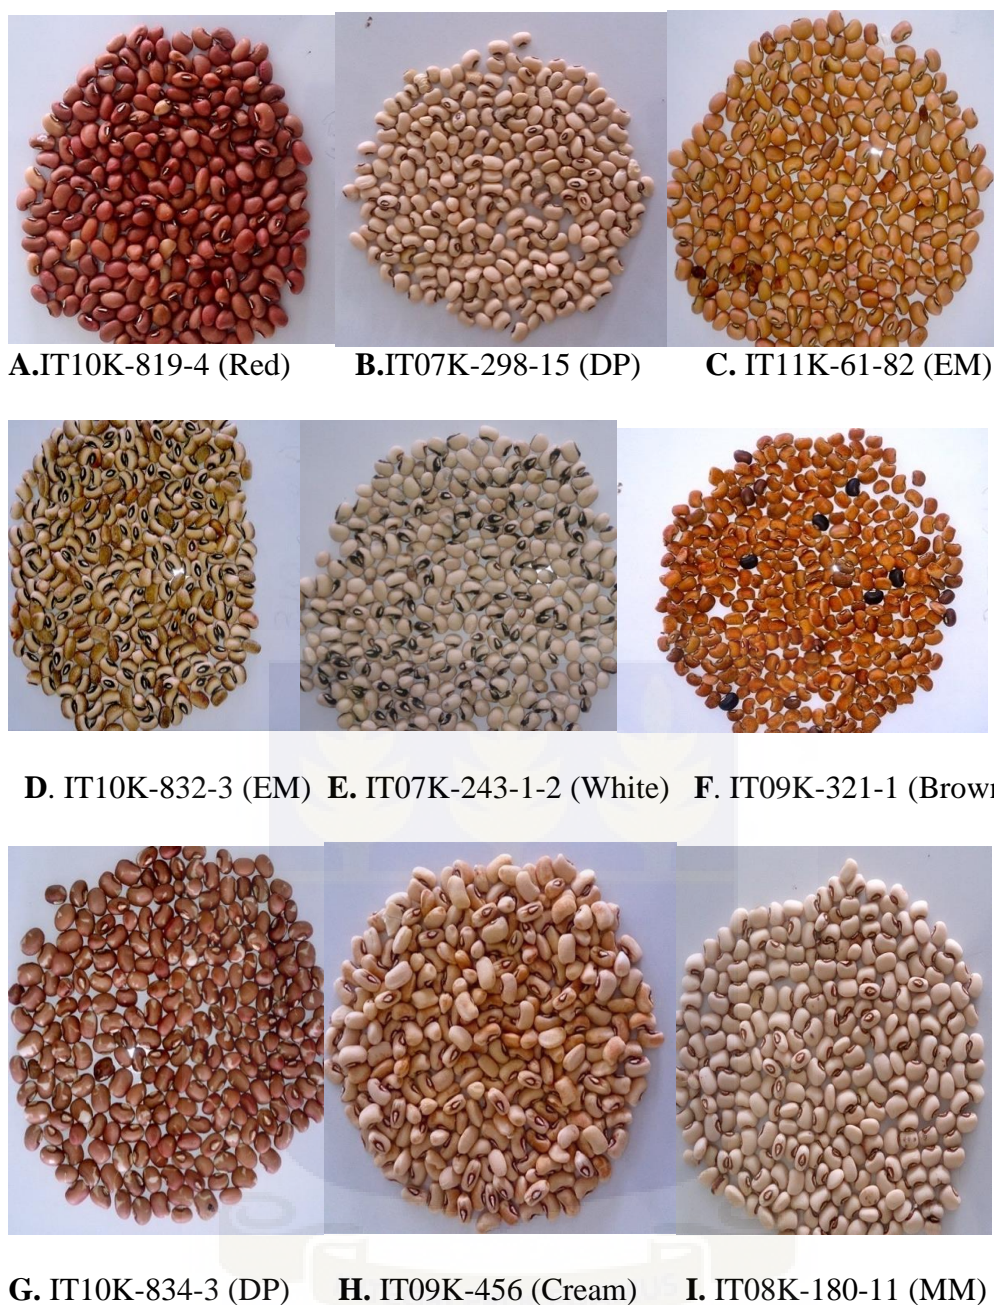 A.IT10K-819-4 (Red) B.IT07K-298-15 (DP) C. IT11K-61-82 (EM)
D. IT10K-832-3 (EM) E. IT07K-243-1-2 (White) F. IT09K-321-1 (Brown
G. IT10K-834-3 (DP) H. IT09K-456 (Cream) I. IT08K-180-11 (MM)